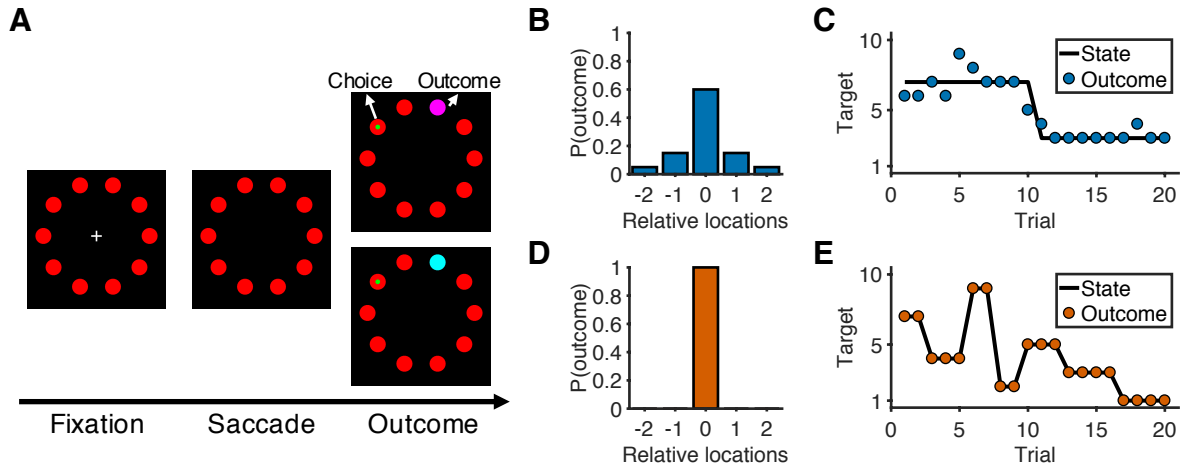 A
Choice Outcome
Fixation
Saccade
Outcome
B
P(outcome)
1
0.8
0.6
0.4
0.2
0
-2 -1 0 1 2
Relative locations
C
Target
10
5
1
State
Outcome
0 5 10 15 20
Trial
D
P(outcome)
1
0.8
0.6
0.4
0.2
0
-2 -1 0 1 2
Relative locations
E
Target
10
5
1
State
Outcome
0 5 10 15 20
Trial